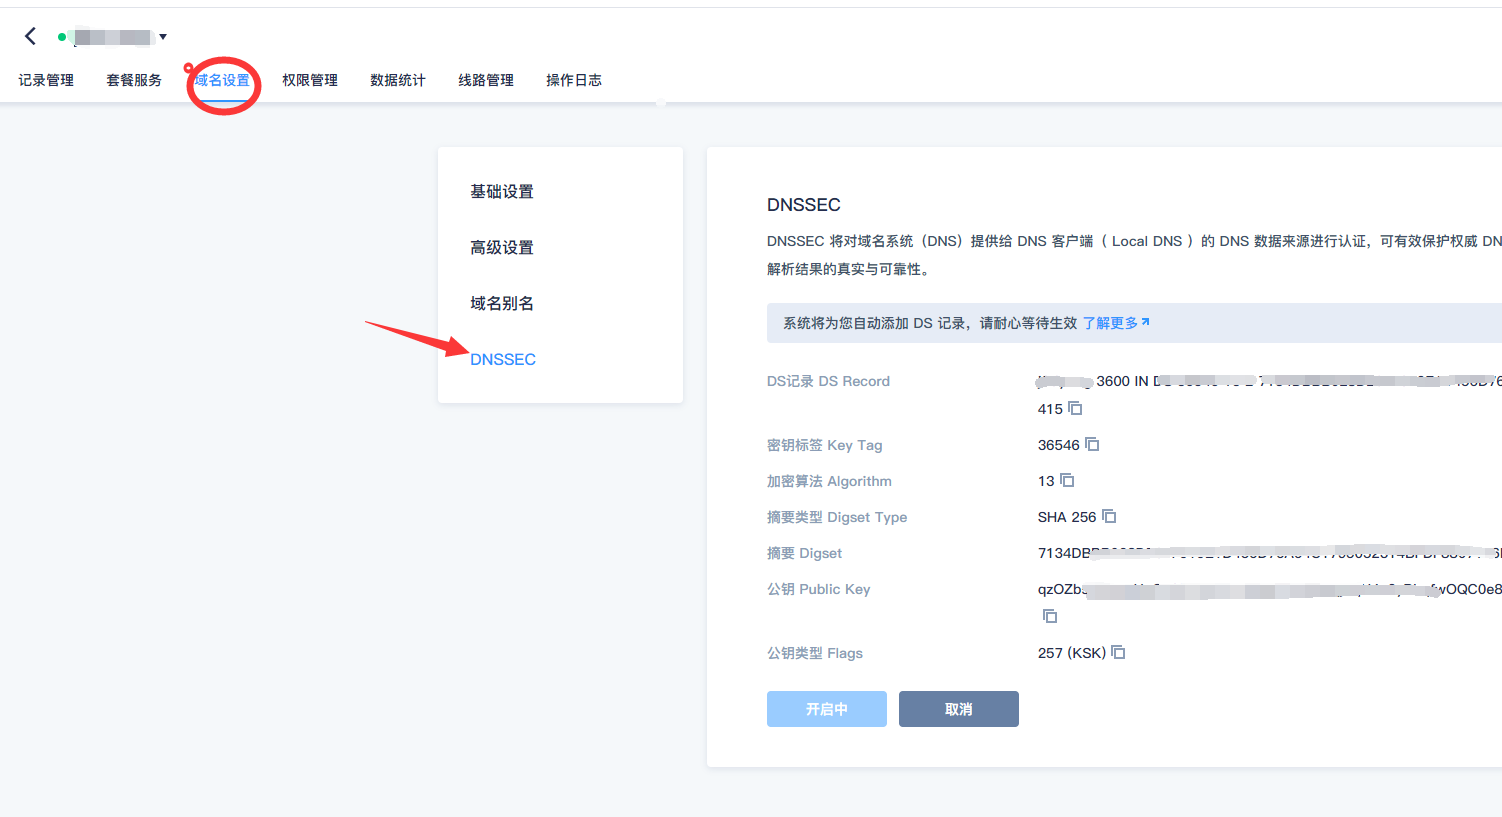 记录管理 套餐服务 域名设置 权限管理 数据统计 线路管理 操作日志
基础设置
高级设置
域名别名
DNSSEC
DNSSEC
DNSSEC 将对域名系统（DNS）提供给 DNS 客户端（ Local DNS ）的 DNS 数据来源进行认证，可有效保护权威 DN
解析结果的真实与可靠性。
系统将为您自动添加 DS 记录，请耐心等待生效 了解更多
DS记录 DS Record 3600 IN
415
密钥标签 Key Tag 36546
加密算法 Algorithm 13
摘要类型 Digset Type SHA 256
摘要 Digset 7134DB
公钥 Public Key qzOZb wOQC0e8
公钥类型 Flags 257 (KSK)
开启中 取消